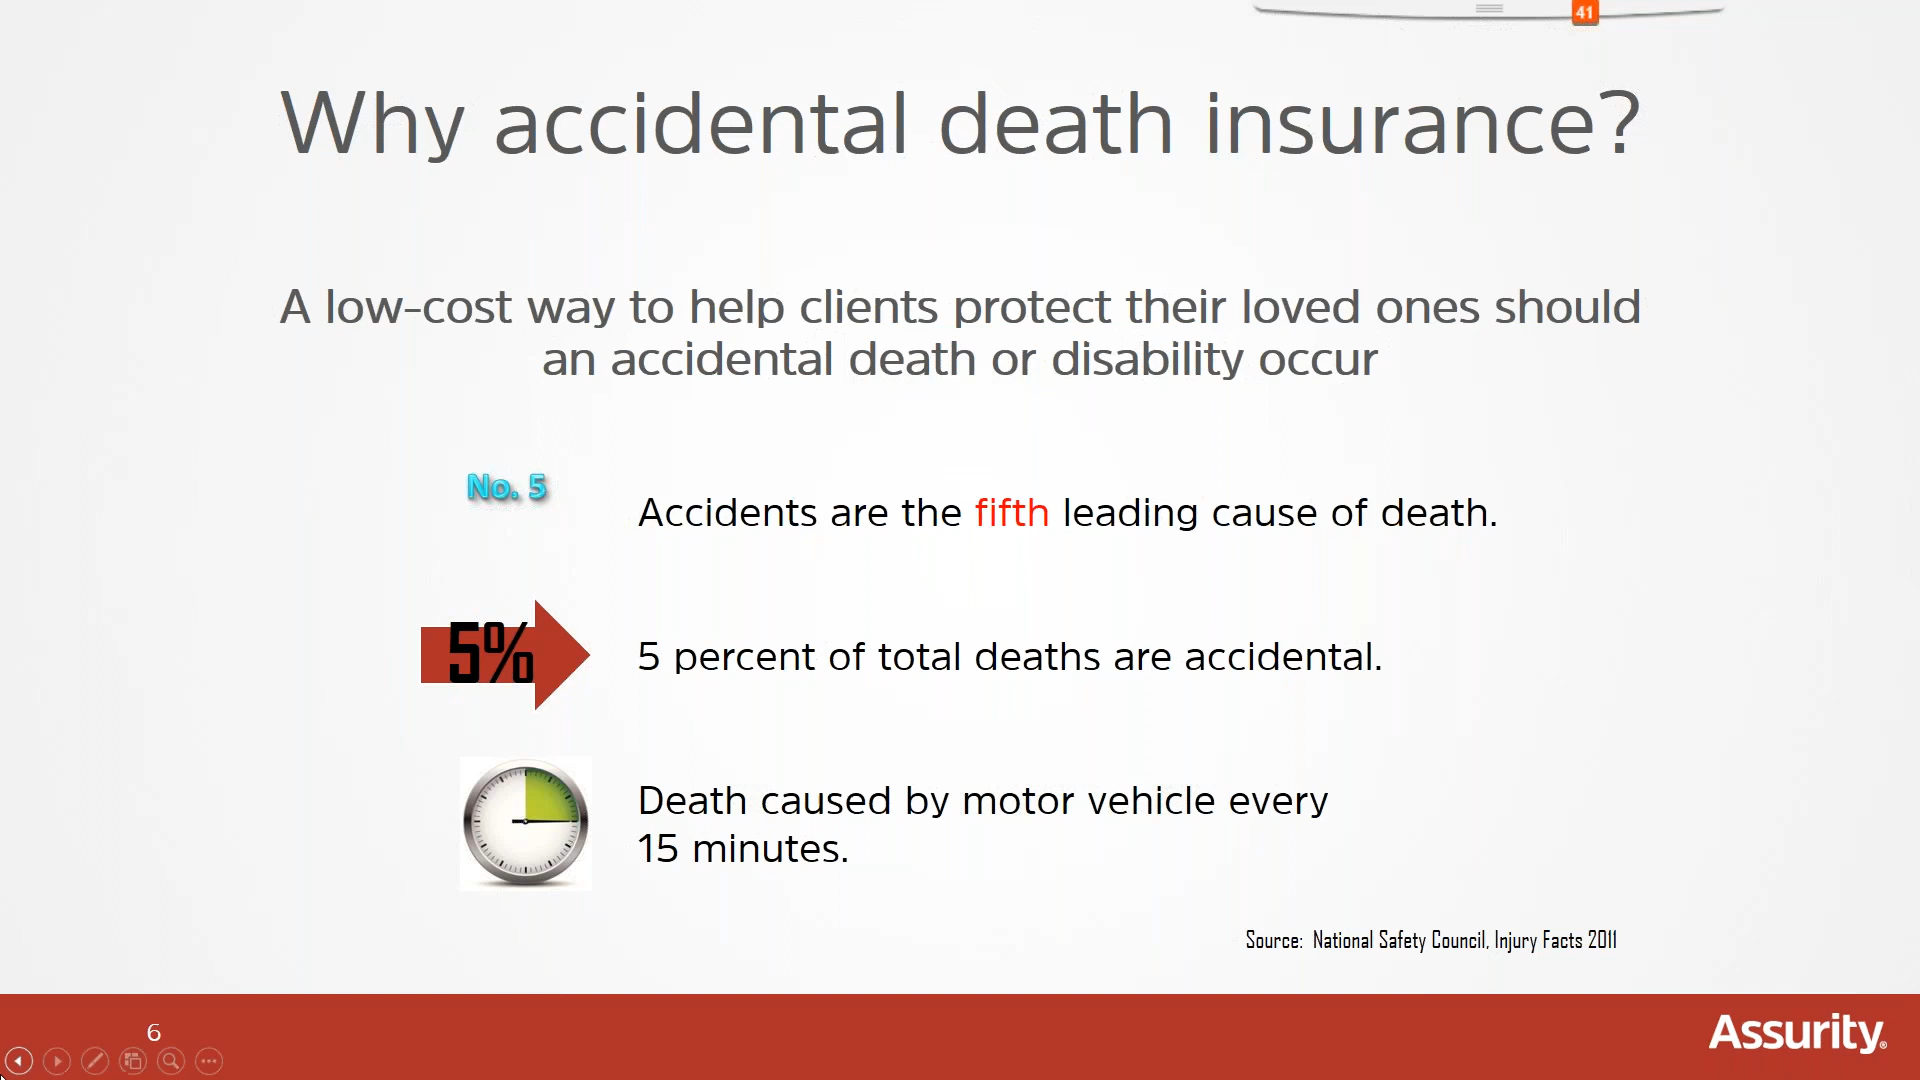 41
Why accidental death insurance?
A low-cost way to help clients protect their loved ones should
an accidental death or disability occur
No. 5
Accidents are the fifth leading cause of death.
5%
5 percent of total deaths are accidental.
Death caused by motor vehicle every
15 minutes.
Source: National Safety Council, Injury Facts 2011
6
Assurity®